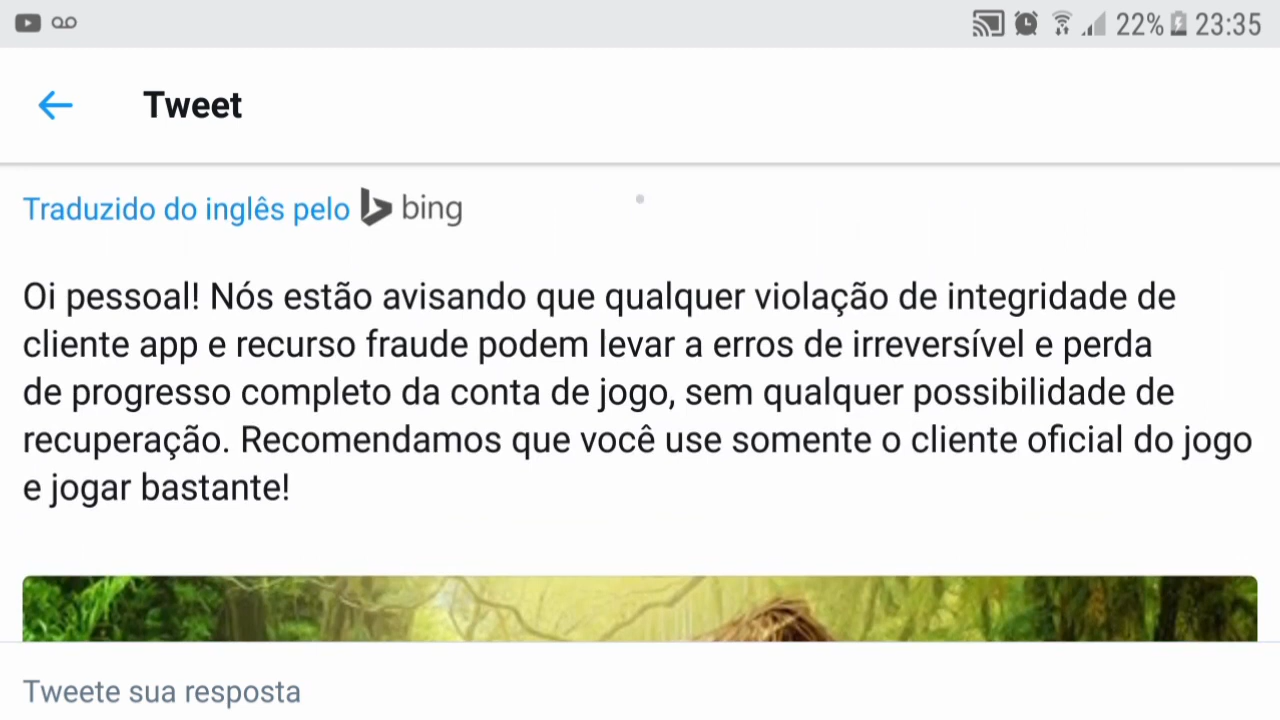 22% 23:35
Tweet
Traduzido do inglês pelo bing
Oi pessoal! Nós estão avisando que qualquer violação de integridade de
cliente app e recurso fraude podem levar a erros de irreversível e perda
de progresso completo da conta de jogo, sem qualquer possibilidade de
recuperação. Recomendamos que você use somente o cliente oficial do jogo
e jogar bastante!
Tweete sua resposta